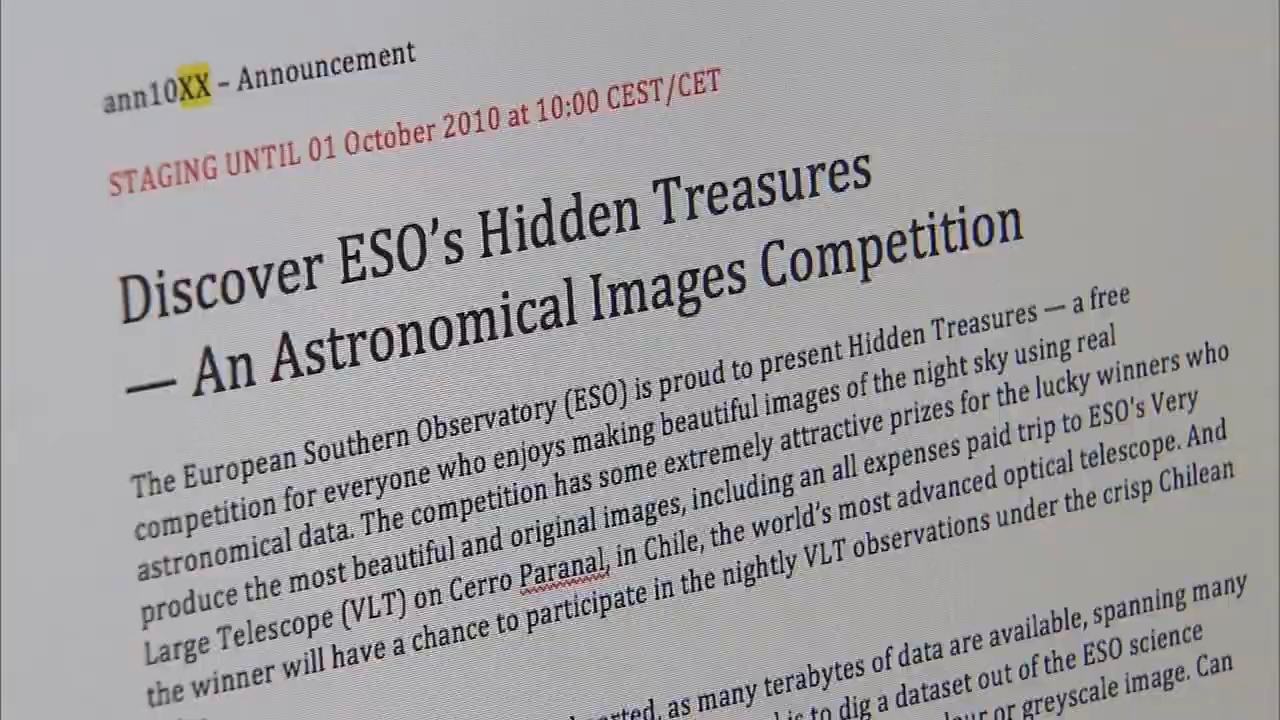 ann10XX – Announcement
STAGING UNTIL 01 October 2010 at 10:00 CEST/CET
Discover ESO's Hidden Treasures
— An Astronomical Images Competition
The European Southern Observatory (ESO) is proud to present Hidden Treasures — a free
competition for everyone who enjoys making beautiful images of the night sky using real
astronomical data. The competition has some extremely attractive prizes for the lucky winners who
produce the most beautiful and original images, including an all expenses paid trip to ESO's Very
Large Telescope (VLT) on Cerro Paranal, in Chile, the world's most advanced optical telescope. And
the winner will have a chance to participate in the nightly VLT observations under the crisp Chilean
as many terabytes of data are available, spanning many
is to dig a dataset out of the ESO science
or greyscale image. Can